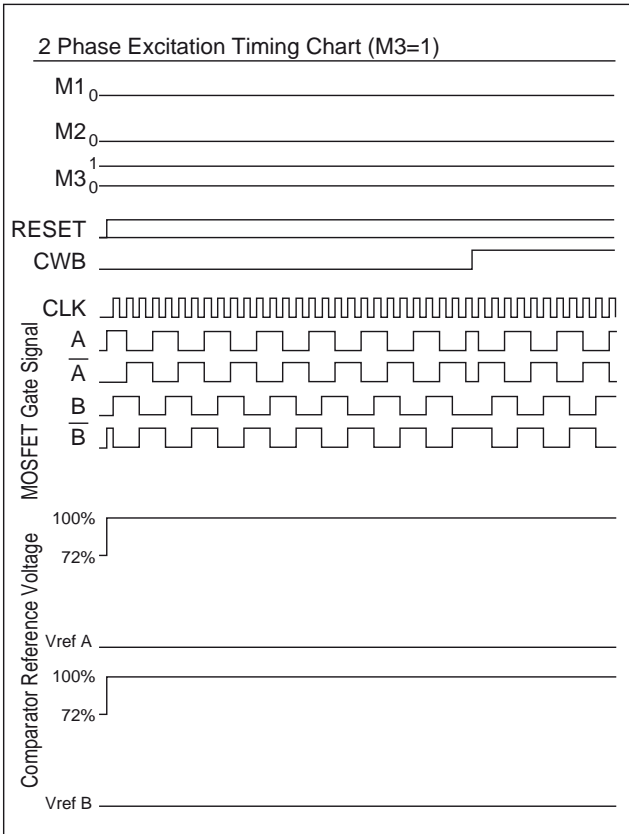 2 Phase Excitation Timing Chart (M3=1)
M1 0
M2 0
M3 1 0
RESET
CWB
CLK
MOSFET Gate Signal
A
A̅
B
B̅
Comparator Reference Voltage
100%
72%
Vref A
100%
72%
Vref B